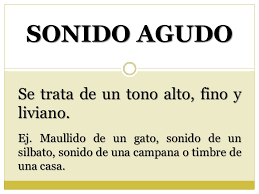 SONIDO AGUDO
Se trata de un tono alto, fino y
liviano.
Ej. Maullido de un gato, sonido de un
silbato, sonido de una campana o timbre de
una casa.